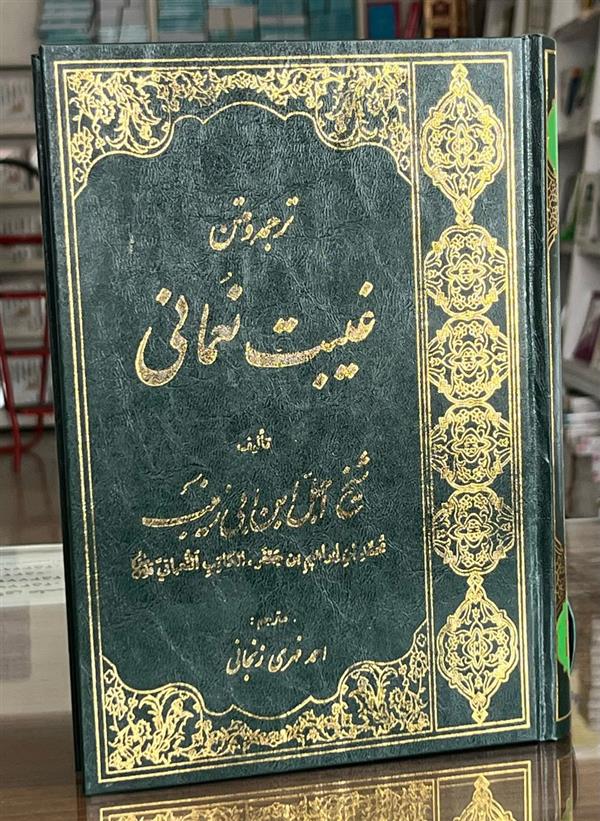 ترجمه و متن
غیبت نعمانی
تألیف
شیخ اجل ابن ابی زینب
محمد بن ابراهیم بن جعفر، الکاتب النعمانی
مترجم:
احمد فهری زنجانی